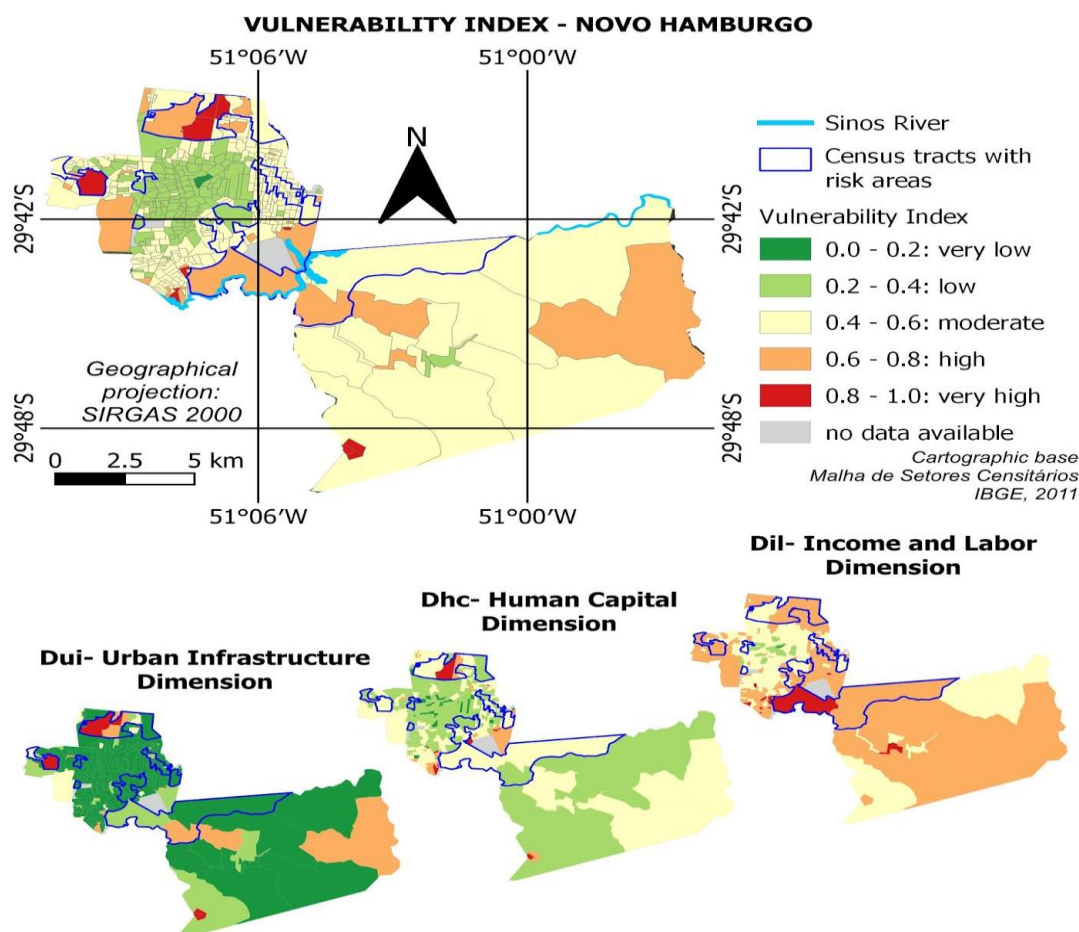 VULNERABILITY INDEX - NOVO HAMBURGO
51°06′W
51°00′W
N
29°42′S
29°42′S
29°48′S
29°48′S
Geographical
projection:
SIRGAS 2000
0 2.5 5 km
51°06′W
51°00′W
Sinos River
Census tracts with
risk areas
Vulnerability Index
0.0 - 0.2: very low
0.2 - 0.4: low
0.4 - 0.6: moderate
0.6 - 0.8: high
0.8 - 1.0: very high
no data available
Cartographic base
Malha de Setores Censitários
IBGE, 2011
Dil- Income and Labor
Dimension
Dhc- Human Capital
Dimension
Dui- Urban Infrastructure
Dimension